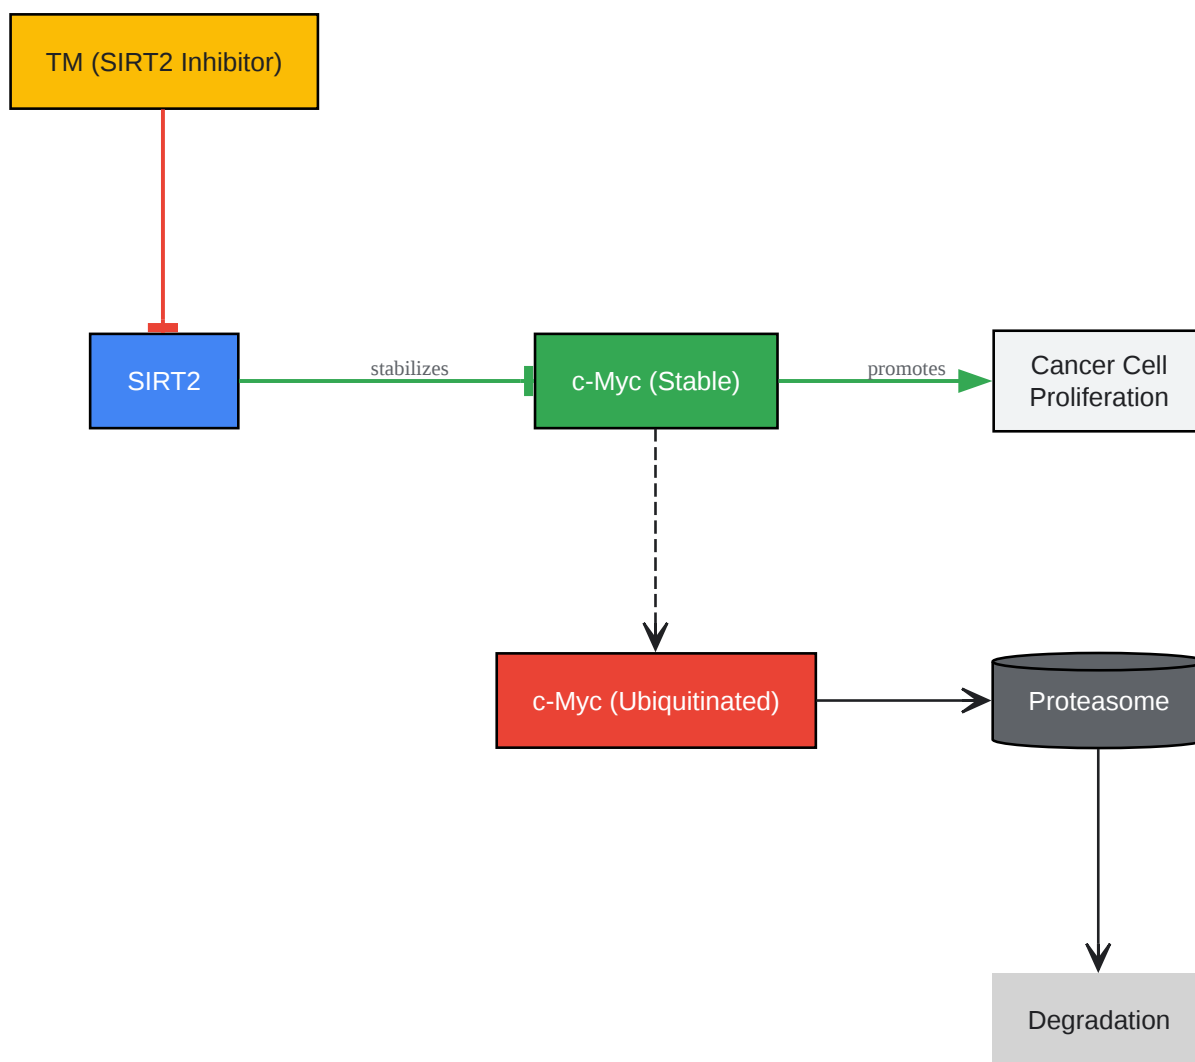 TM (SIRT2 Inhibitor)
SIRT2
stabilizes
c-Myc (Stable)
promotes
Cancer Cell
Proliferation
c-Myc (Ubiquitinated)
Proteasome
Degradation